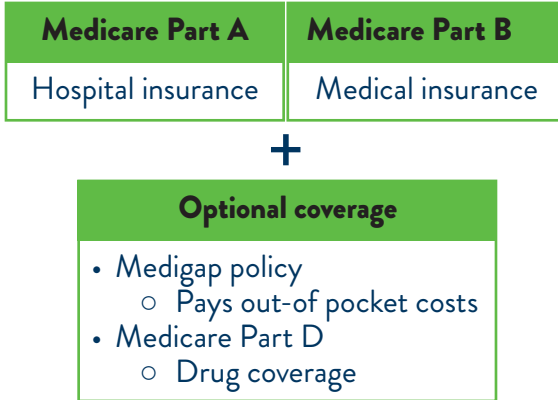 Medicare Part A Medicare Part B
Hospital insurance Medical insurance
+
Optional coverage
• Medigap policy
○ Pays out-of pocket costs
• Medicare Part D
○ Drug coverage